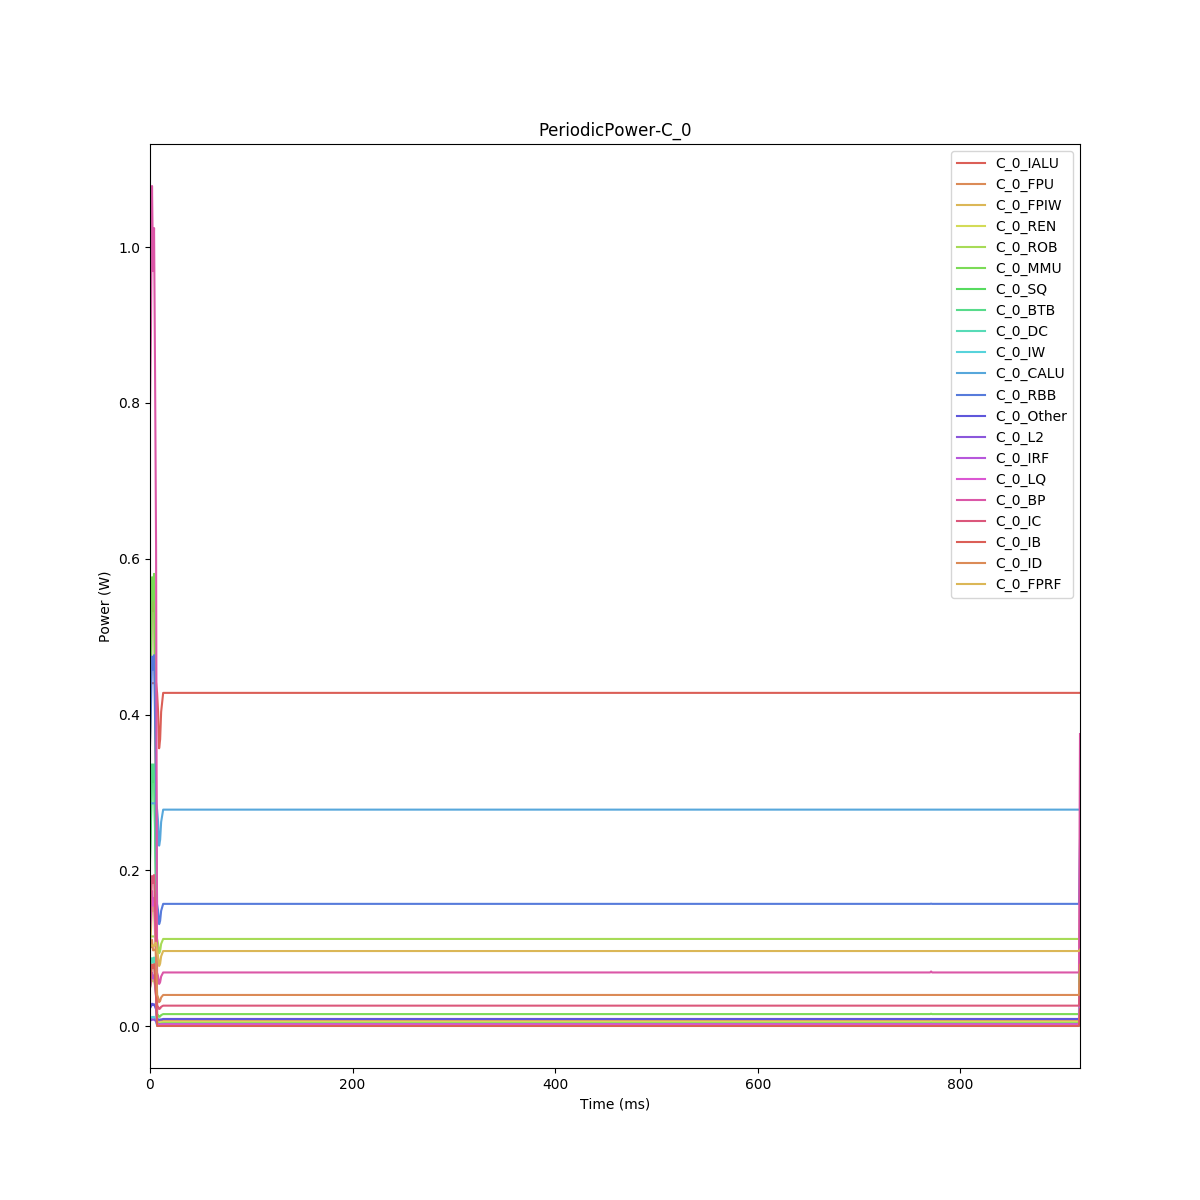 PeriodicPower-C_0
C_0_IALU
C_0_FPU
C_0_FPIW
C_0_REN
C_0_ROB
C_0_MMU
C_0_SQ
C_0_BTB
C_0_DC
C_0_IW
C_0_CALU
C_0_RBB
C_0_Other
C_0_L2
C_0_IRF
C_0_LQ
C_0_BP
C_0_IC
C_0_IB
C_0_ID
C_0_FPRF
1.0
0.8
0.6
0.4
0.2
0.0
Power (W)
0 200 400 600 800
Time (ms)